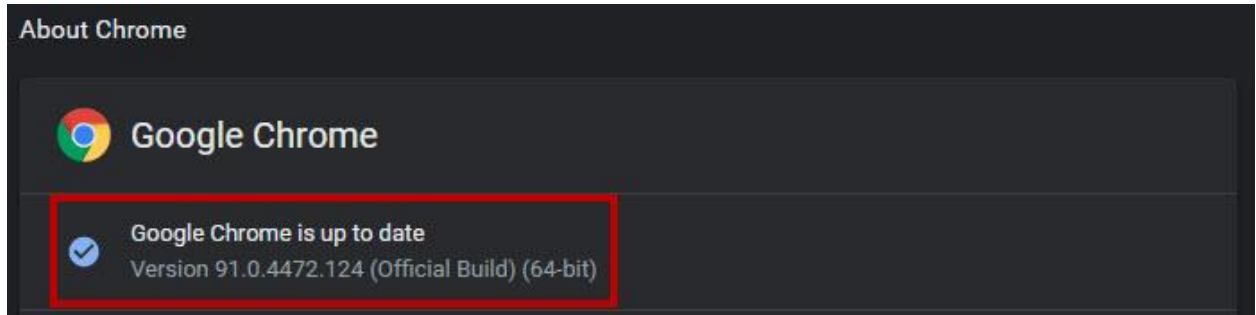 About Chrome
Google Chrome
Google Chrome is up to date
Version 91.0.4472.124 (Official Build) (64-bit)